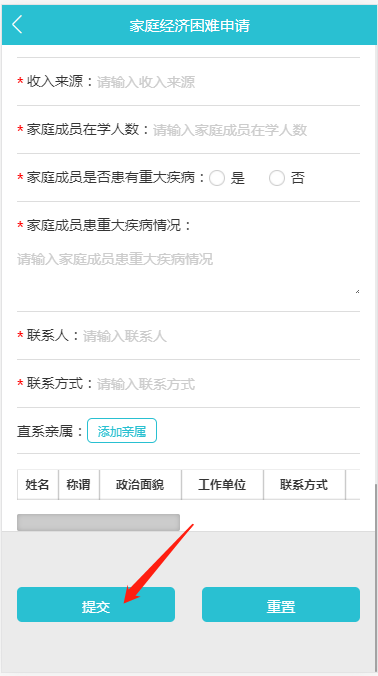 家庭经济困难申请
* 收入来源：请输入收入来源
* 家庭成员在学人数：请输入家庭成员在学人数
* 家庭成员是否患有重大疾病：是 否
* 家庭成员患重大疾病情况：
请输入家庭成员患重大疾病情况
* 联系人：请输入联系人
* 联系方式：请输入联系方式
直系亲属：添加亲属
姓名 称谓 政治面貌 工作单位 联系方式
提交 重置